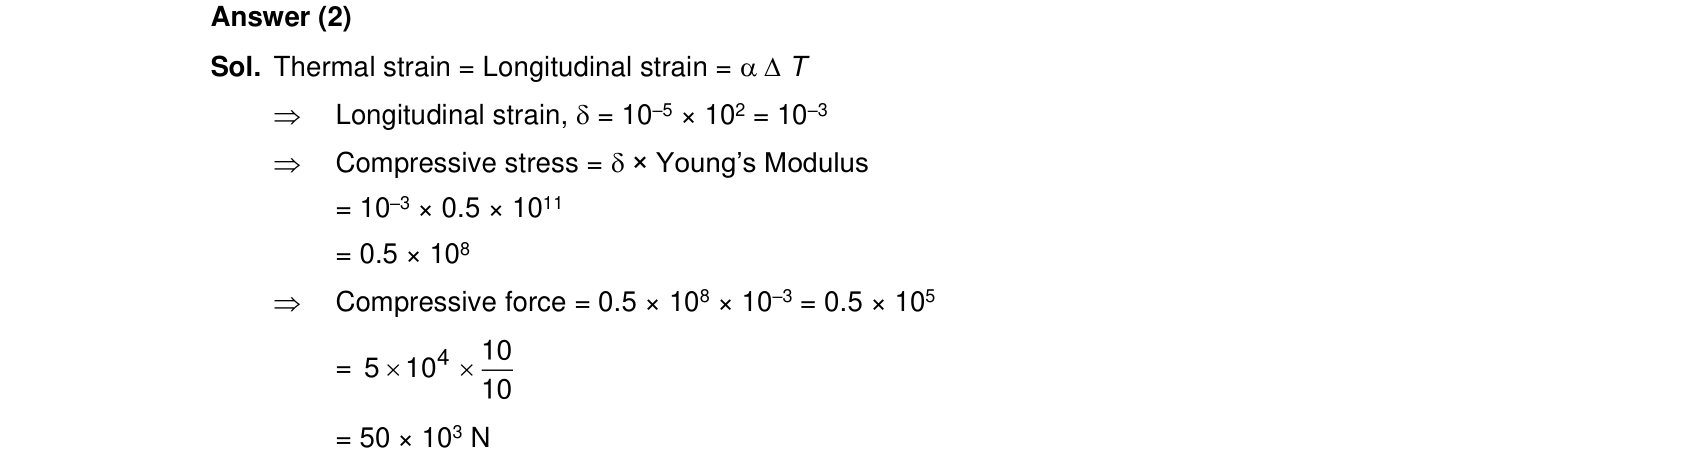 Answer (2)
Sol. Thermal strain = Longitudinal strain = α Δ T
⇒ Longitudinal strain, δ = 10⁻⁵ × 10² = 10⁻³
⇒ Compressive stress = δ × Young’s Modulus
= 10⁻³ × 0.5 × 10¹¹
= 0.5 × 10⁸
⇒ Compressive force = 0.5 × 10⁸ × 10⁻³ = 0.5 × 10⁵
= 5 × 10⁴ × 10/10
= 50 × 10³ N